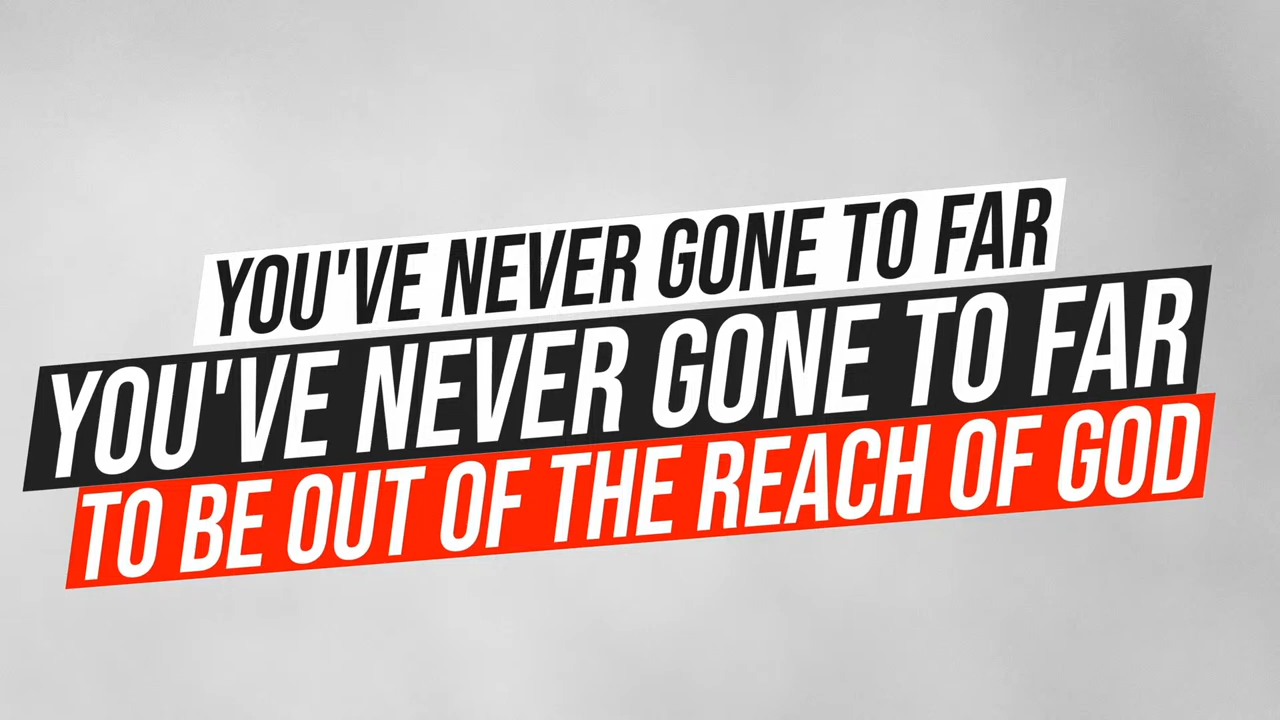 YOU'VE NEVER GONE TO FAR
YOU'VE NEVER GONE TO FAR
TO BE OUT OF THE REACH OF GOD